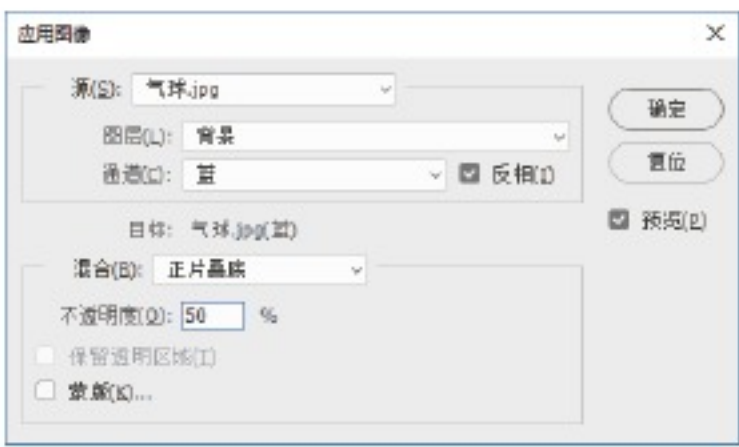 应用图像
源(S): 气球.jpg
确定
图层(L): 背景
通道(C): 蓝 反相(I)
复位
目标: 气球.jpg(蓝)
预览(P)
混合(B): 正片叠底
不透明度(O): 50 %
保留透明区域(T)
蒙版(K)...